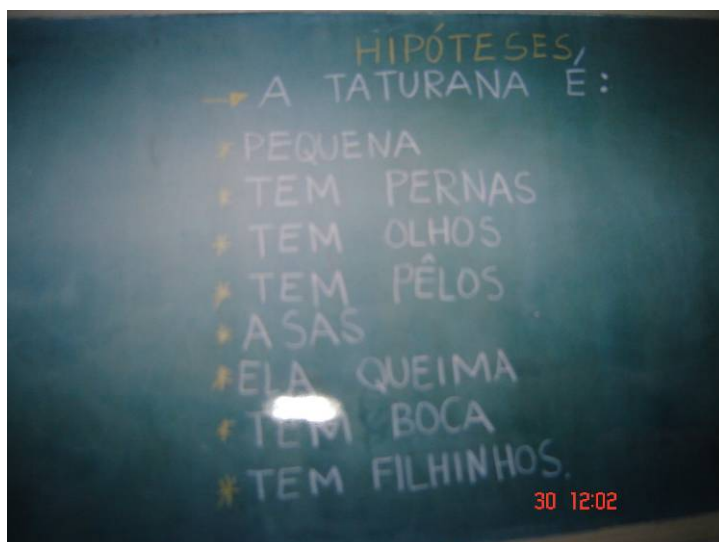 HIPÓTESES
→ A TATURANA É:
* PEQUENA
* TEM PERNAS
* TEM OLHOS
* TEM PÊLOS
* ASAS
* ELA QUEIMA
* TEM BOCA
* TEM FILHINHOS.
30 12:02